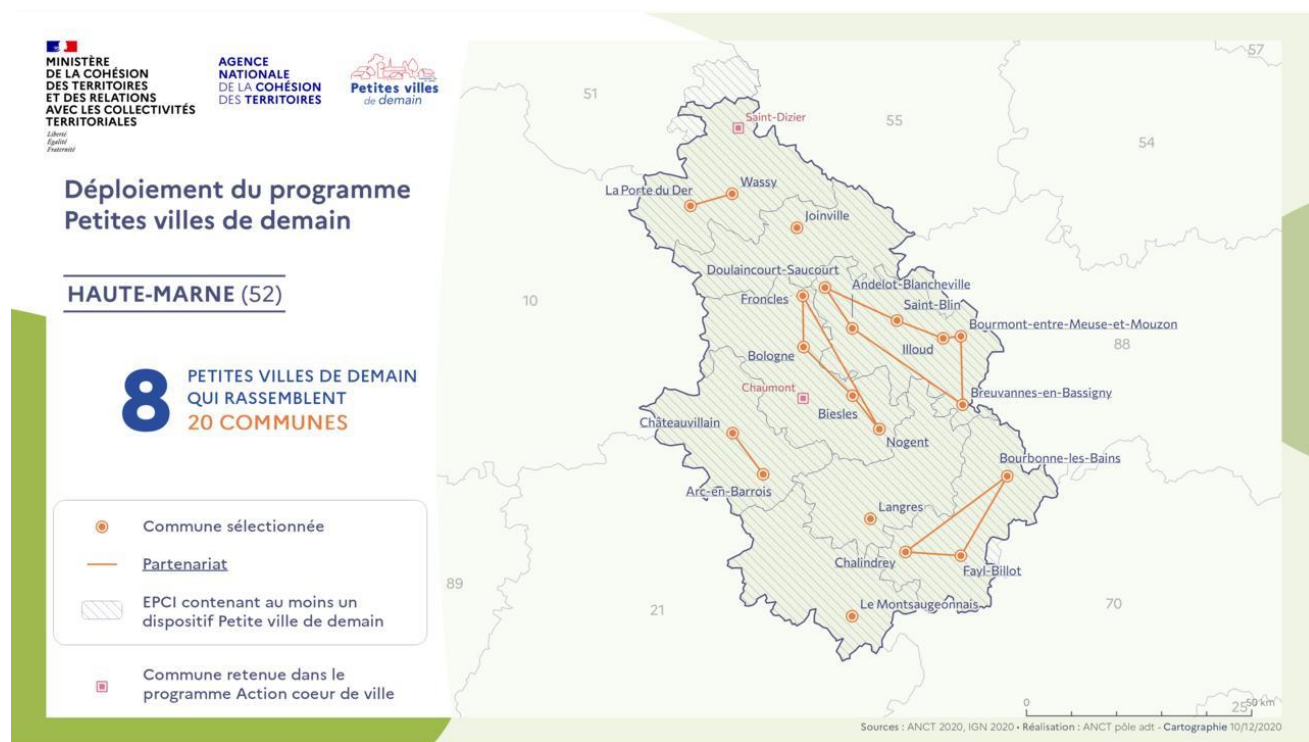 MINISTÈRE
DE LA COHÉSION
DES TERRITOIRES
ET DES RELATIONS
AVEC LES COLLECTIVITÉS
TERRITORIALES
Liberté
Égalité
Fraternité
AGENCE
NATIONALE
DE LA COHÉSION
DES TERRITOIRES
Petites villes
de demain
Déploiement du programme
Petites villes de demain
HAUTE-MARNE (52)
8
PETITES VILLES DE DEMAIN
QUI RASSEMBLENT
20 COMMUNES
Commune sélectionnée
Partenariat
EPCI contenant au moins un
dispositif Petite ville de demain
Commune retenue dans le
programme Action coeur de ville
57
51
Saint-Dizier
55
54
La Porte du Der
Wassy
Joinville
Doulaincourt-Saucourt
Andelot-Blancheville
10
Froncles
Saint-Blin
Bourmont-entre-Meuse-et-Mouzon
88
Illoud
Bologne
Chaumont
Breuvannes-en-Bassigny
Biesles
Châteauvillain
Nogent
Bourbonne-les-Bains
Arc-en-Barrois
Langres
Chalindrey
Fayl-Billot
89
21
Le Montsaugeonnais
70
0
50 km
25
Sources : ANCT 2020, IGN 2020 • Réalisation : ANCT pôle adt - Cartographie 10/12/2020